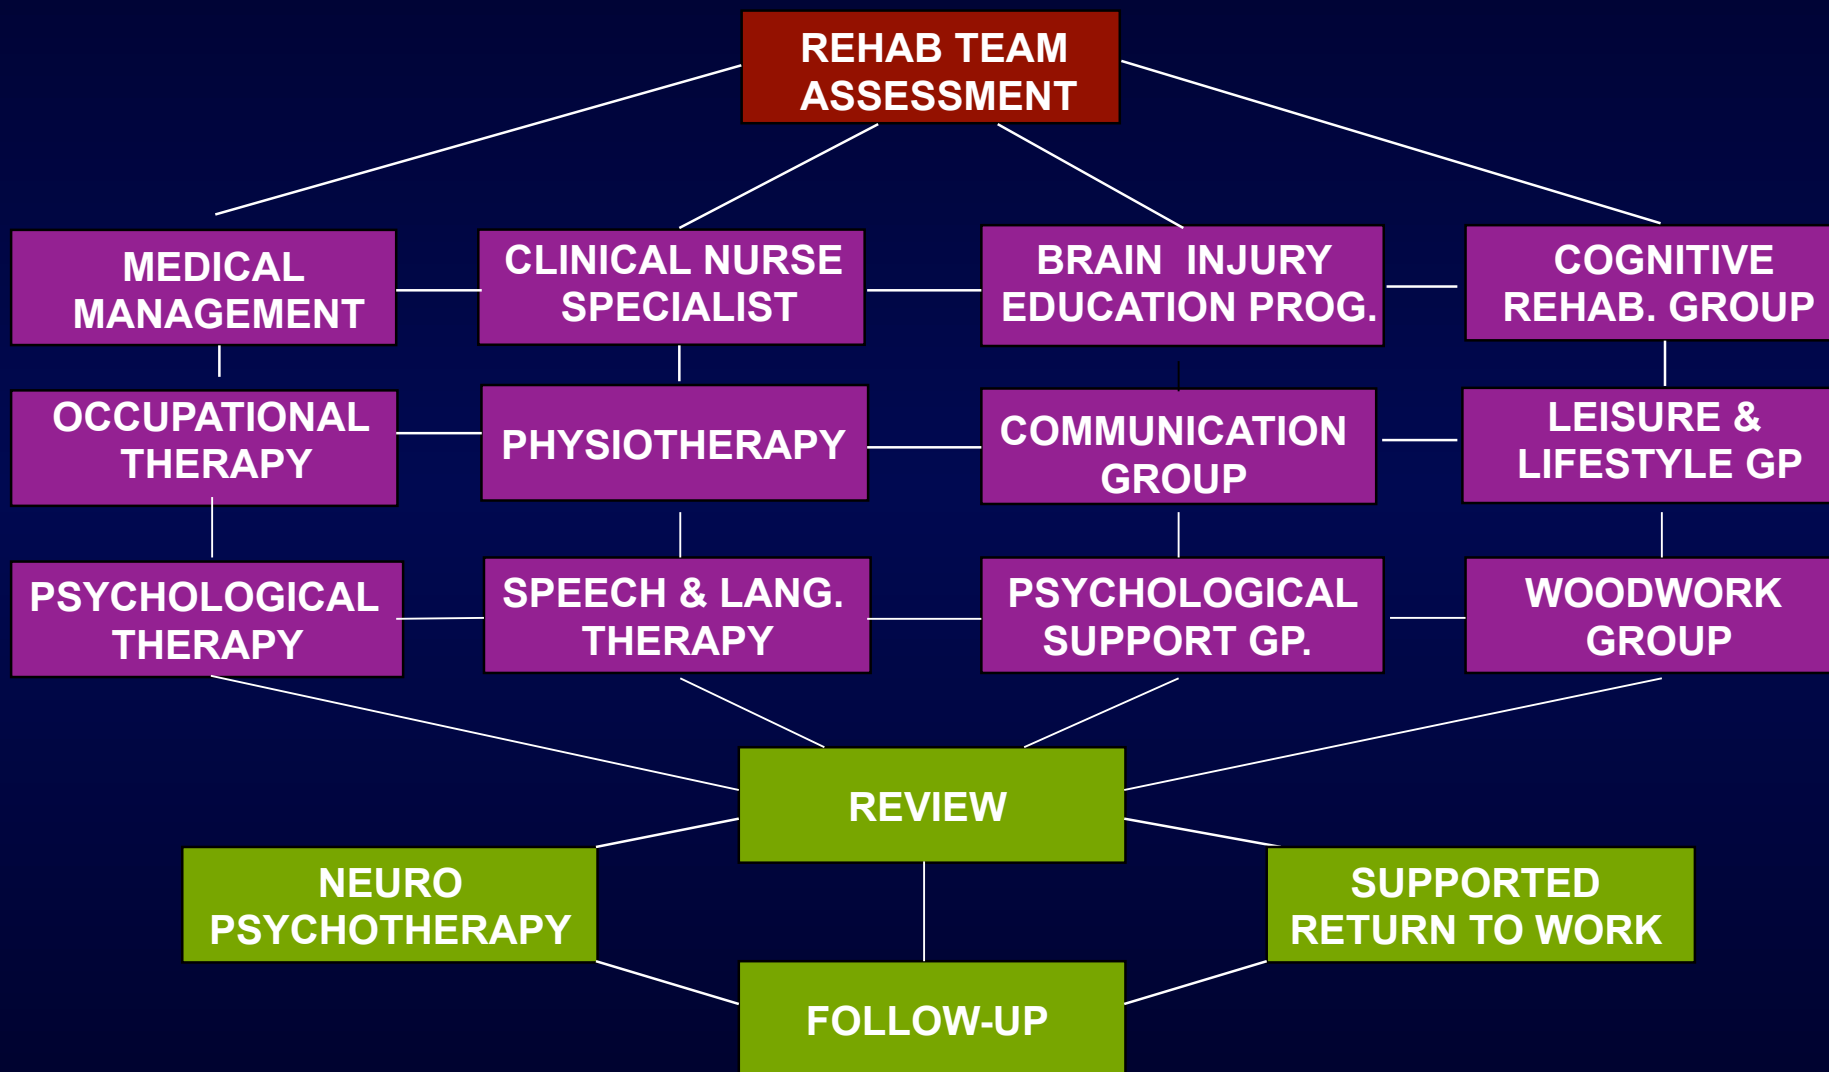 REHAB TEAM
ASSESSMENT
MEDICAL
MANAGEMENT
CLINICAL NURSE
SPECIALIST
BRAIN INJURY
EDUCATION PROG.
COGNITIVE
REHAB. GROUP
OCCUPATIONAL
THERAPY
PHYSIOTHERAPY
COMMUNICATION
GROUP
LEISURE &
LIFESTYLE GP
PSYCHOLOGICAL
THERAPY
SPEECH & LANG.
THERAPY
PSYCHOLOGICAL
SUPPORT GP.
WOODWORK
GROUP
REVIEW
NEURO
PSYCHOTHERAPY
SUPPORTED
RETURN TO WORK
FOLLOW-UP